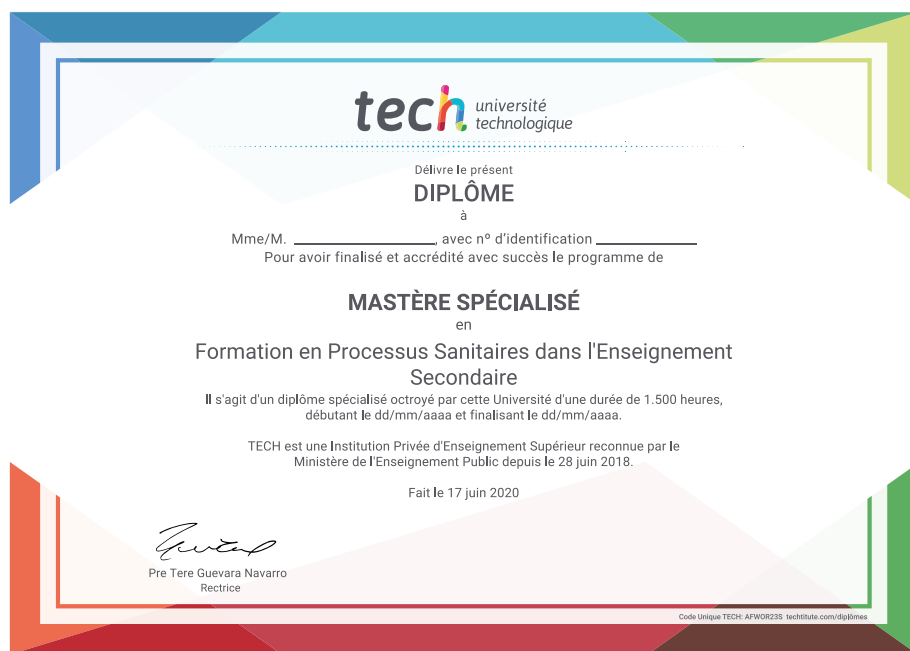 tech université
technologique
Délivre le présent
DIPLÔME
à
Mme/M. ________________, avec nº d'identification ____________
Pour avoir finalisé et accrédité avec succès le programme de
MASTÈRE SPÉCIALISÉ
en
Formation en Processus Sanitaires dans l'Enseignement
Secondaire
Il s'agit d'un diplôme spécialisé octroyé par cette Université d'une durée de 1.500 heures,
débutant le dd/mm/aaaa et finalisant le dd/mm/aaaa.
TECH est une Institution Privée d'Enseignement Supérieur reconnue par le
Ministère de l'Enseignement Public depuis le 28 juin 2018.
Fait le 17 juin 2020
Pre Tere Guevara Navarro
Rectrice
Code Unique TECH: AFWOR23S techtitute.com/diplômes